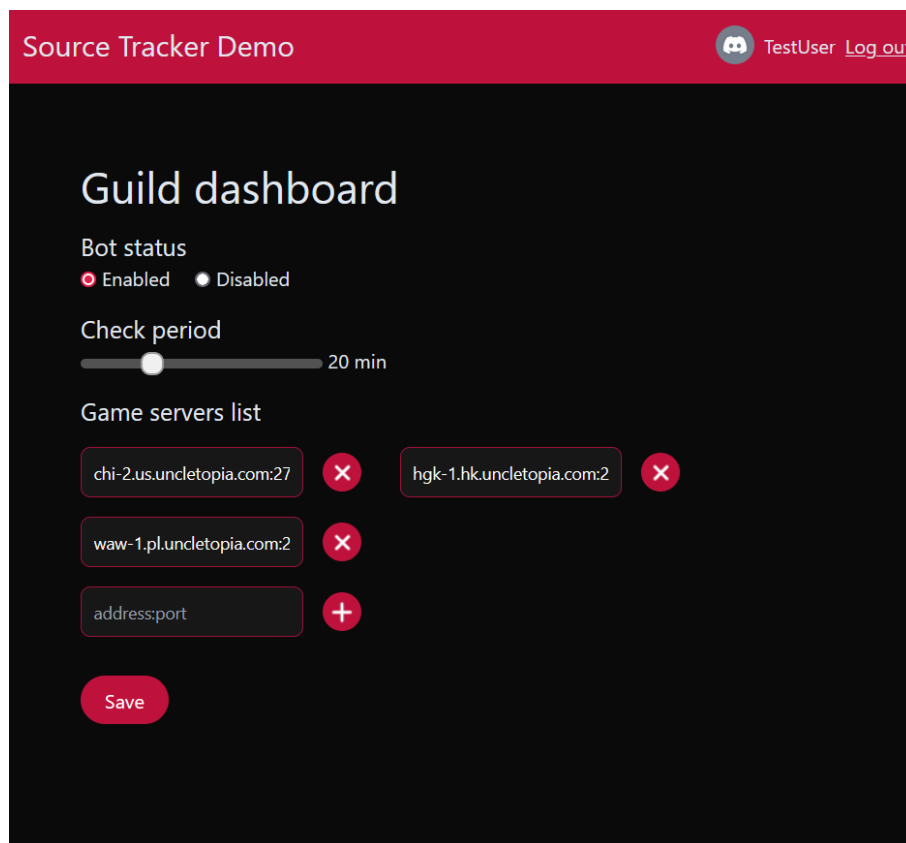 Source Tracker Demo
TestUser Log out
Guild dashboard
Bot status
Enabled Disabled
Check period
20 min
Game servers list
chi-2.us.uncletopia.com:27 hgk-1.hk.uncletopia.com:2
waw-1.pl.uncletopia.com:2
address:port
Save